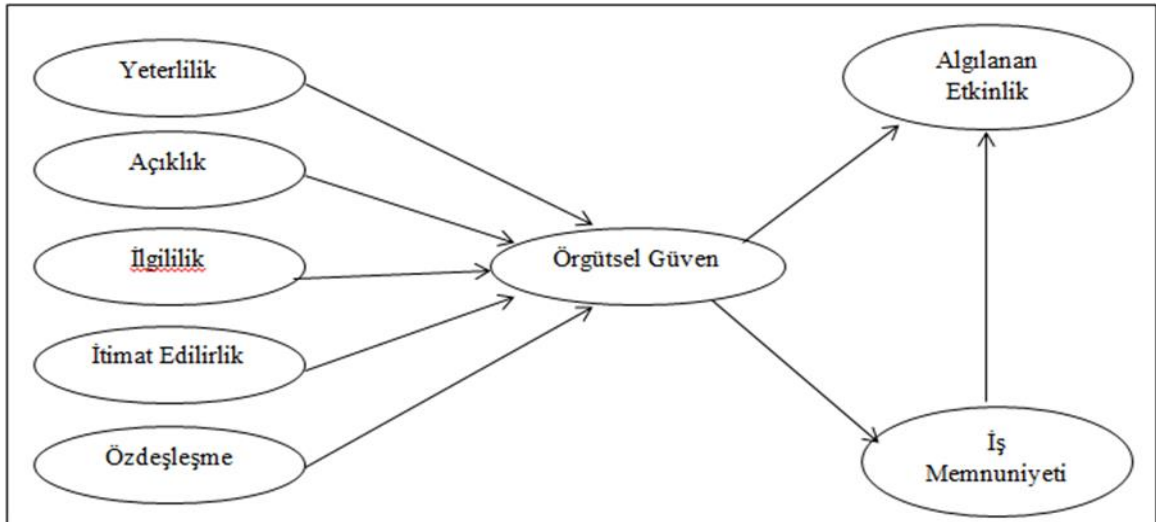 Yeterlilik
Açıklık
İlgililik
İtimat Edilirlik
Özdeşleşme
Örgütsel Güven
Algılanan
Etkinlik
İş
Memnuniyeti